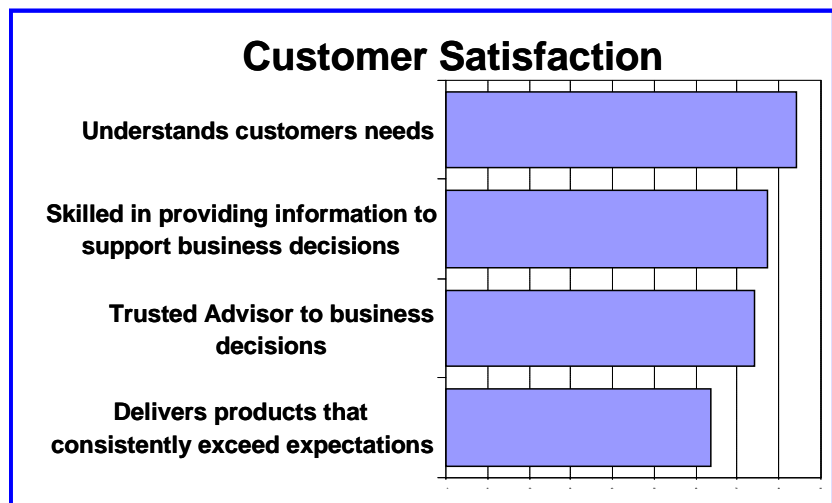 Customer Satisfaction
Understands customers needs
Skilled in providing information to
support business decisions
Trusted Advisor to business
decisions
Delivers products that
consistently exceed expectations